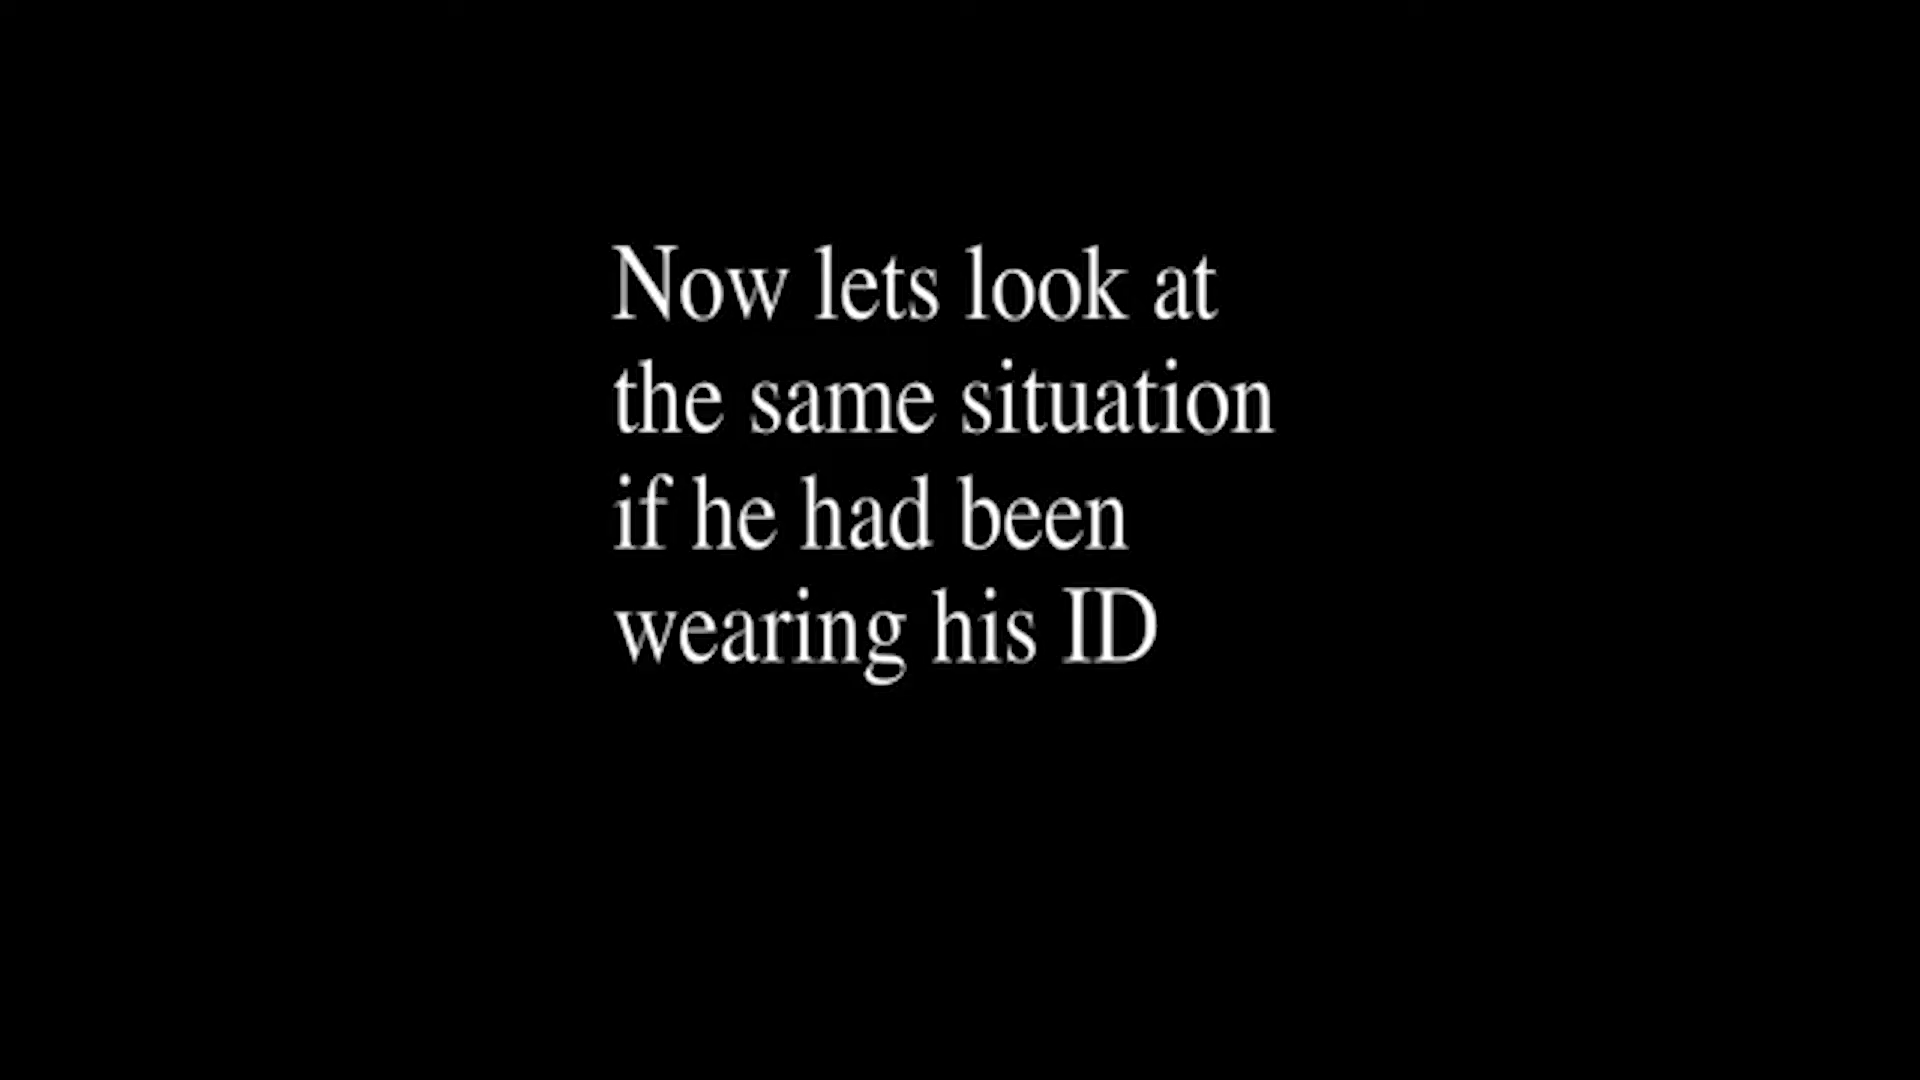 Now lets look at
the same situation
if he had been
wearing his ID